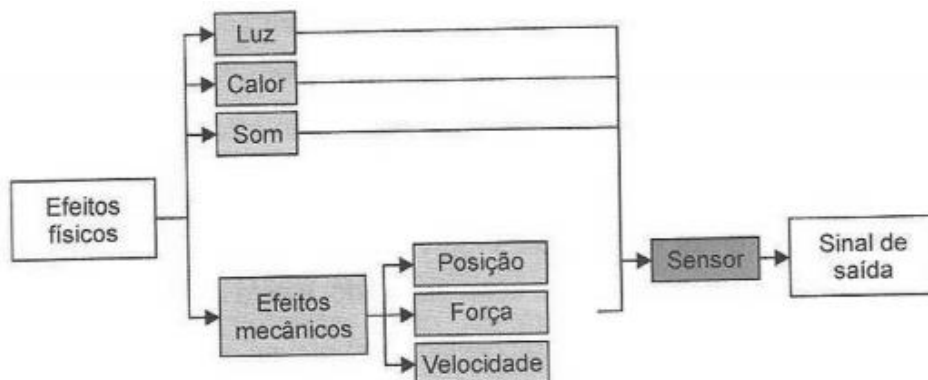 Luz
Calor
Som
Efeitos
físicos
Efeitos
mecânicos
Posição
Força
Velocidade
Sensor
Sinal de
saída